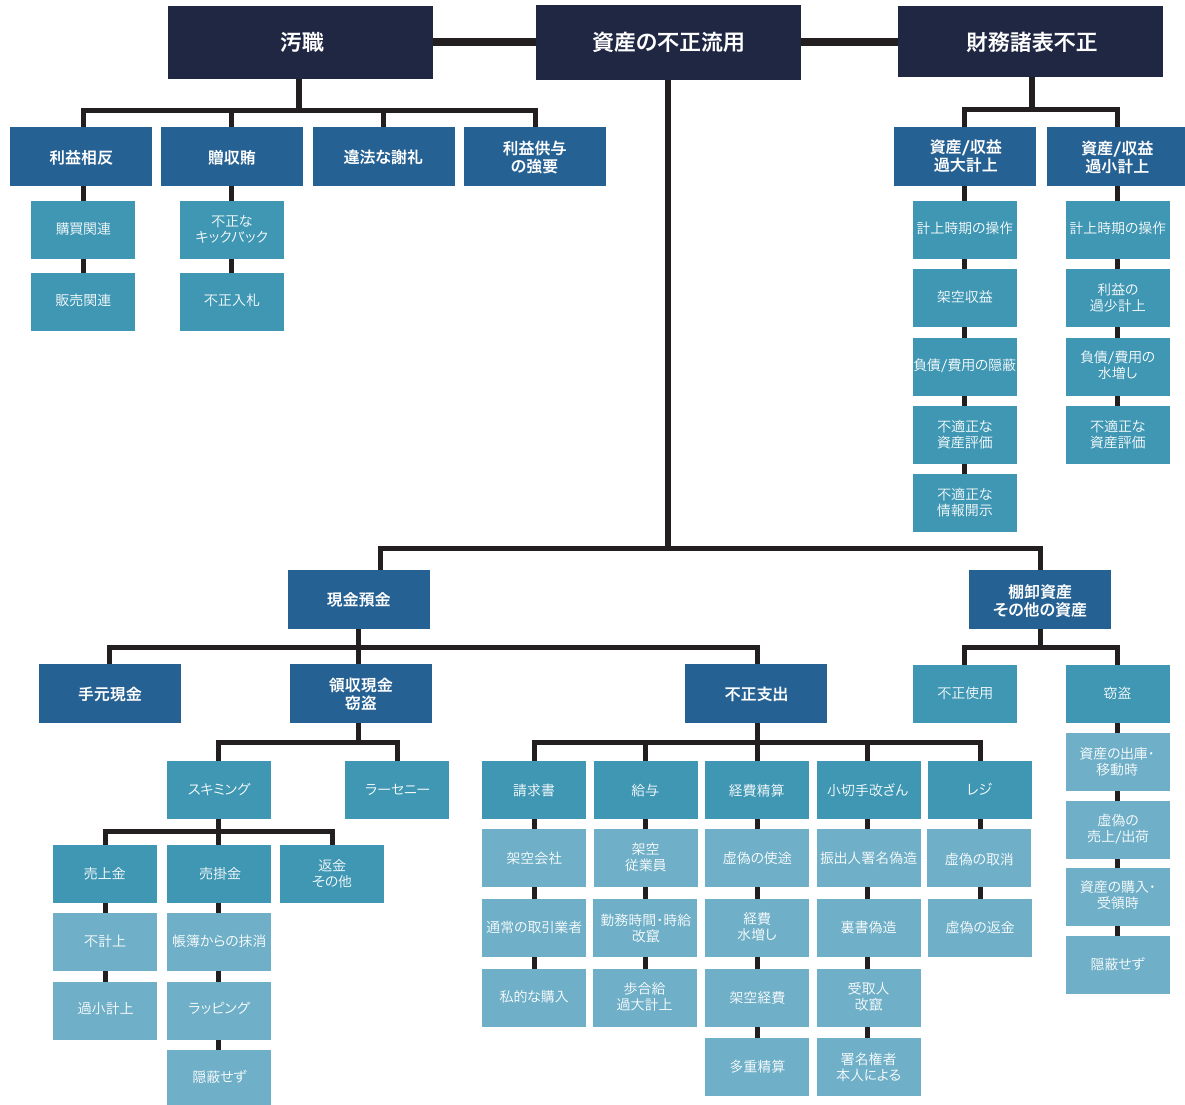 汚職
資産の不正流用
財務諸表不正
利益相反
贈収賄
違法な謝礼
利益供与
の強要
資産/収益
過大計上
資産/収益
過小計上
購買関連
販売関連
不正な
キックバック
不正入札
計上時期の操作
架空収益
負債/費用の隠蔽
不適正な
資産評価
不適正な
情報開示
計上時期の操作
利益の
過少計上
負債/費用の
水増し
不適正な
資産評価
現金預金
棚卸資産
その他の資産
手元現金
領収現金
窃盗
不正支出
不正使用
窃盗
資産の出庫・
移動時
虚偽の
売上/出荷
資産の購入・
受領時
隠蔽せず
スキミング
ラーセニー
売上金
不計上
過小計上
売掛金
帳簿からの抹消
ラッピング
隠蔽せず
返金
その他
請求書
架空会社
通常の取引業者
私的な購入
給与
架空
従業員
勤務時間・時給
改竄
歩合給
過大計上
経費精算
虚偽の使途
経費
水増し
架空経費
多重精算
小切手改ざん
振出人署名偽造
裏書偽造
受取人
改竄
署名権者
本人による
レジ
虚偽の取消
虚偽の返金